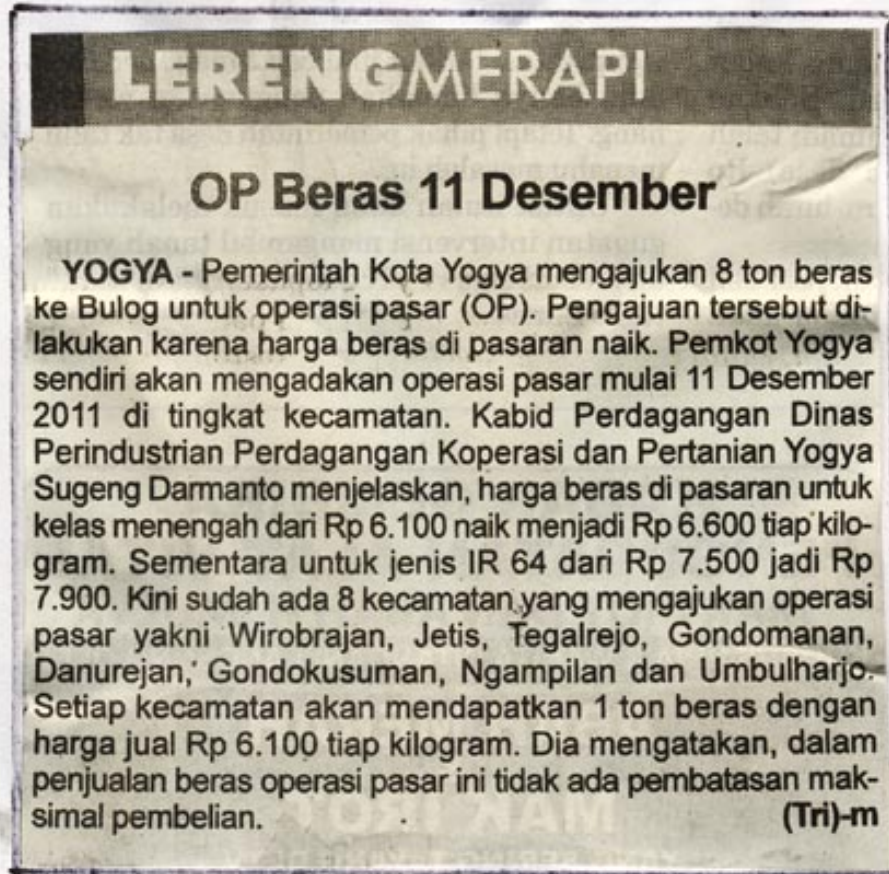 LERENGMERAPI
OP Beras 11 Desember
YOGYA - Pemerintah Kota Yogya mengajukan 8 ton beras
ke Bulog untuk operasi pasar (OP). Pengajuan tersebut di-
lakukan karena harga beras di pasaran naik. Pemkot Yogya
sendiri akan mengadakan operasi pasar mulai 11 Desember
2011 di tingkat kecamatan. Kabid Perdagangan Dinas
Perindustrian Perdagangan Koperasi dan Pertanian Yogya
Sugeng Darmanto menjelaskan, harga beras di pasaran untuk
kelas menengah dari Rp 6.100 naik menjadi Rp 6.600 tiap kilo-
gram. Sementara untuk jenis IR 64 dari Rp 7.500 jadi Rp
7.900. Kini sudah ada 8 kecamatan yang mengajukan operasi
pasar yakni Wirobrajan, Jetis, Tegalrejo, Gondomanan,
Danurejan, Gondokusuman, Ngampilan dan Umbulharjo.
Setiap kecamatan akan mendapatkan 1 ton beras dengan
harga jual Rp 6.100 tiap kilogram. Dia mengatakan, dalam
penjualan beras operasi pasar ini tidak ada pembatasan mak-
simal pembelian. (Tri)-m